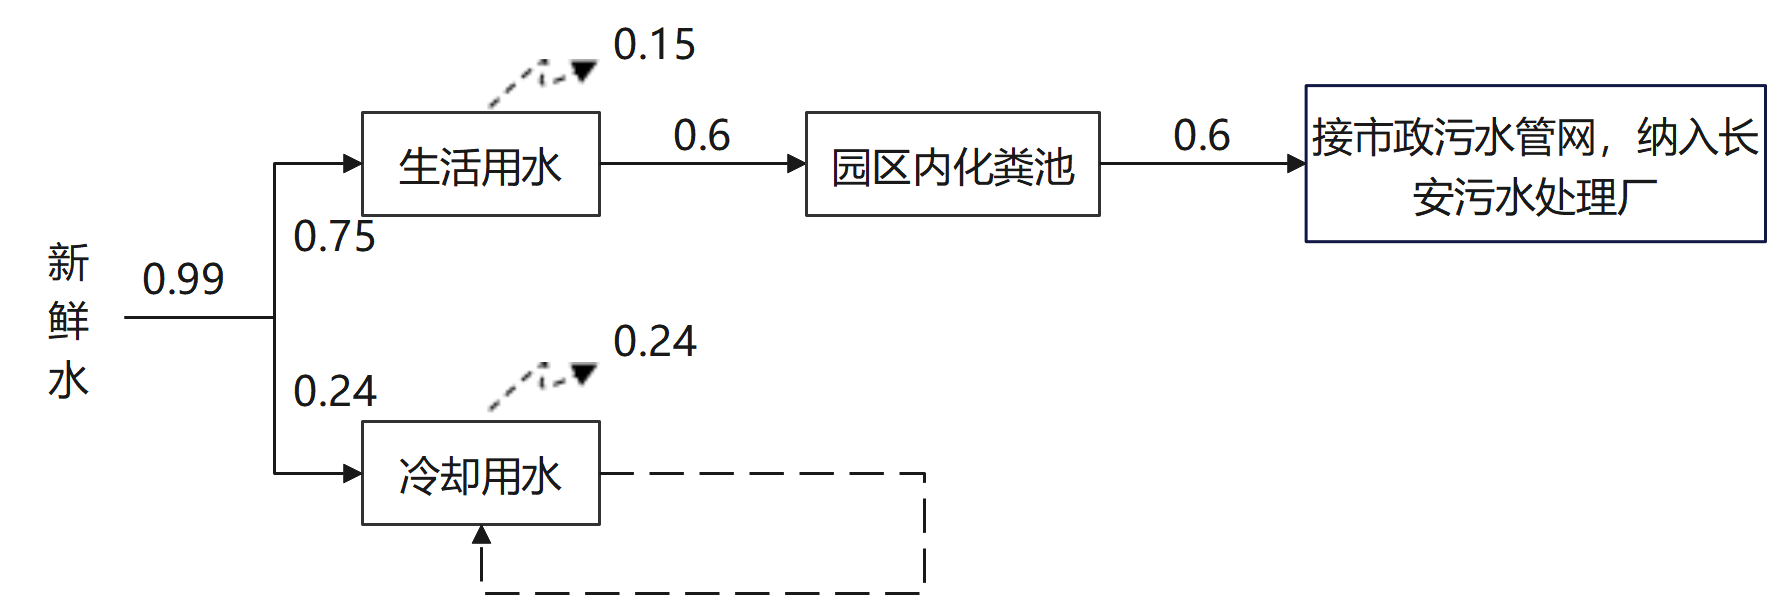 新
鲜
水
0.99
0.75
0.24
0.15
生活用水
0.6
园区内化粪池
0.6
接市政污水管网，纳入长
安污水处理厂
0.24
冷却用水